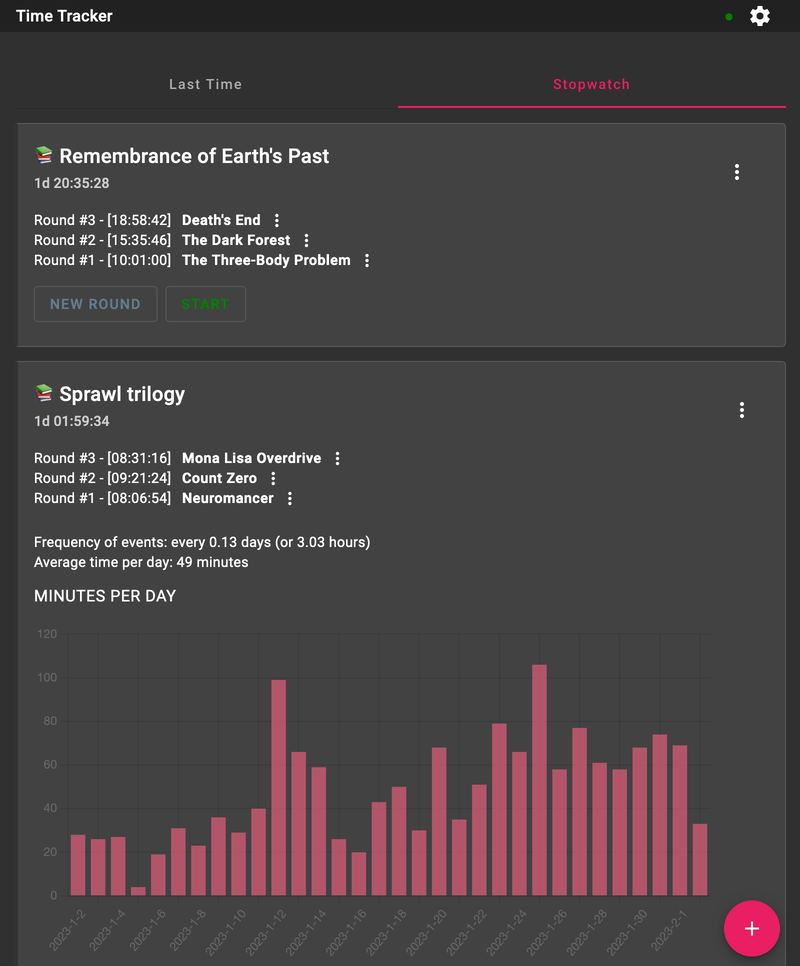 Time Tracker
Last Time
Stopwatch
Remembrance of Earth's Past
1d 20:35:28
Round #3 - [18:58:42] Death's End
Round #2 - [15:35:46] The Dark Forest
Round #1 - [10:01:00] The Three-Body Problem
NEW ROUND START
Sprawl trilogy
1d 01:59:34
Round #3 - [08:31:16] Mona Lisa Overdrive
Round #2 - [09:21:24] Count Zero
Round #1 - [08:06:54] Neuromancer
Frequency of events: every 0.13 days (or 3.03 hours)
Average time per day: 49 minutes
MINUTES PER DAY
120
100
80
60
40
20
0
2023-1-2 2023-1-4 2023-1-6 2023-1-8 2023-1-10 2023-1-12 2023-1-14 2023-1-16 2023-1-18 2023-1-20 2023-1-22 2023-1-24 2023-1-26 2023-1-28 2023-1-30 2023-2-1